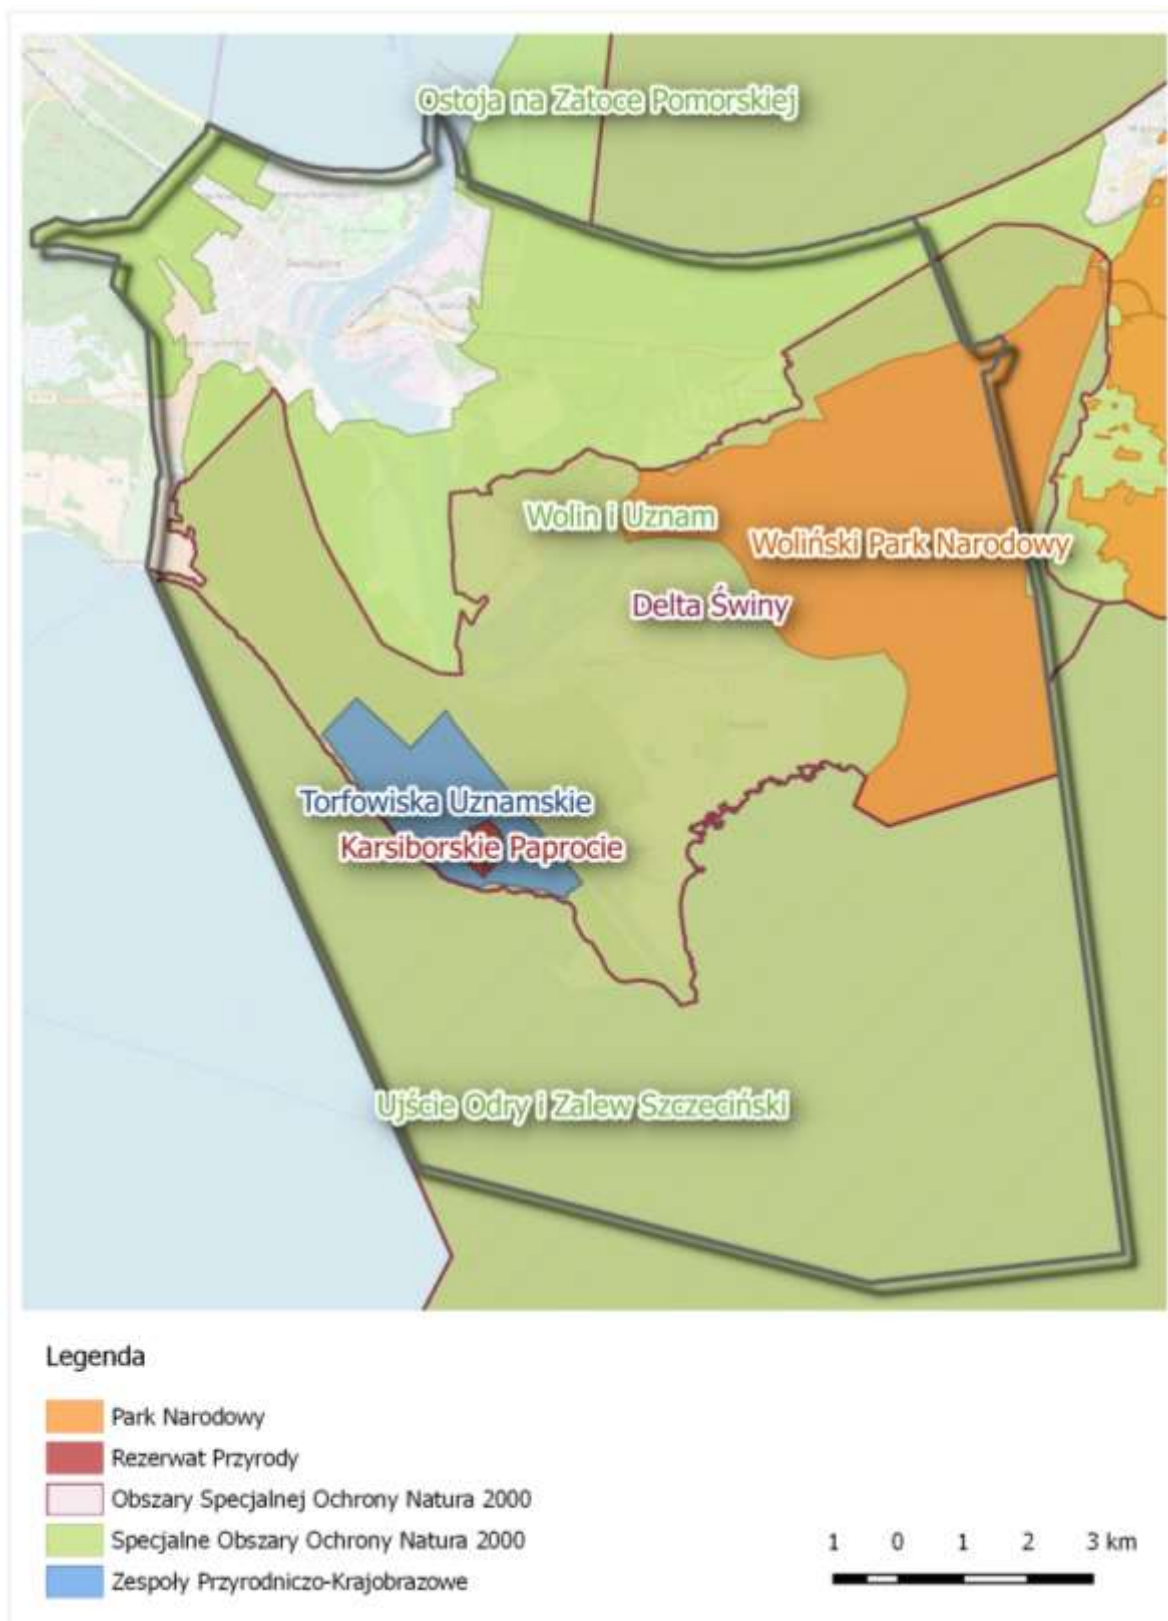 Ostoja na Zatoce Pomorskiej
Wolin i Uznam
Woliński Park Narodowy
Delta Świny
Torfowiska Uznamskie
Karsiborskie Paprocie
Ujście Odry i Zalew Szczeciński
Legenda
Park Narodowy
Rezerwat Przyrody
Obszary Specjalnej Ochrony Natura 2000
Specjalne Obszary Ochrony Natura 2000
Zespoły Przyrodniczo-Krajobrazowe
1 0 1 2 3 km